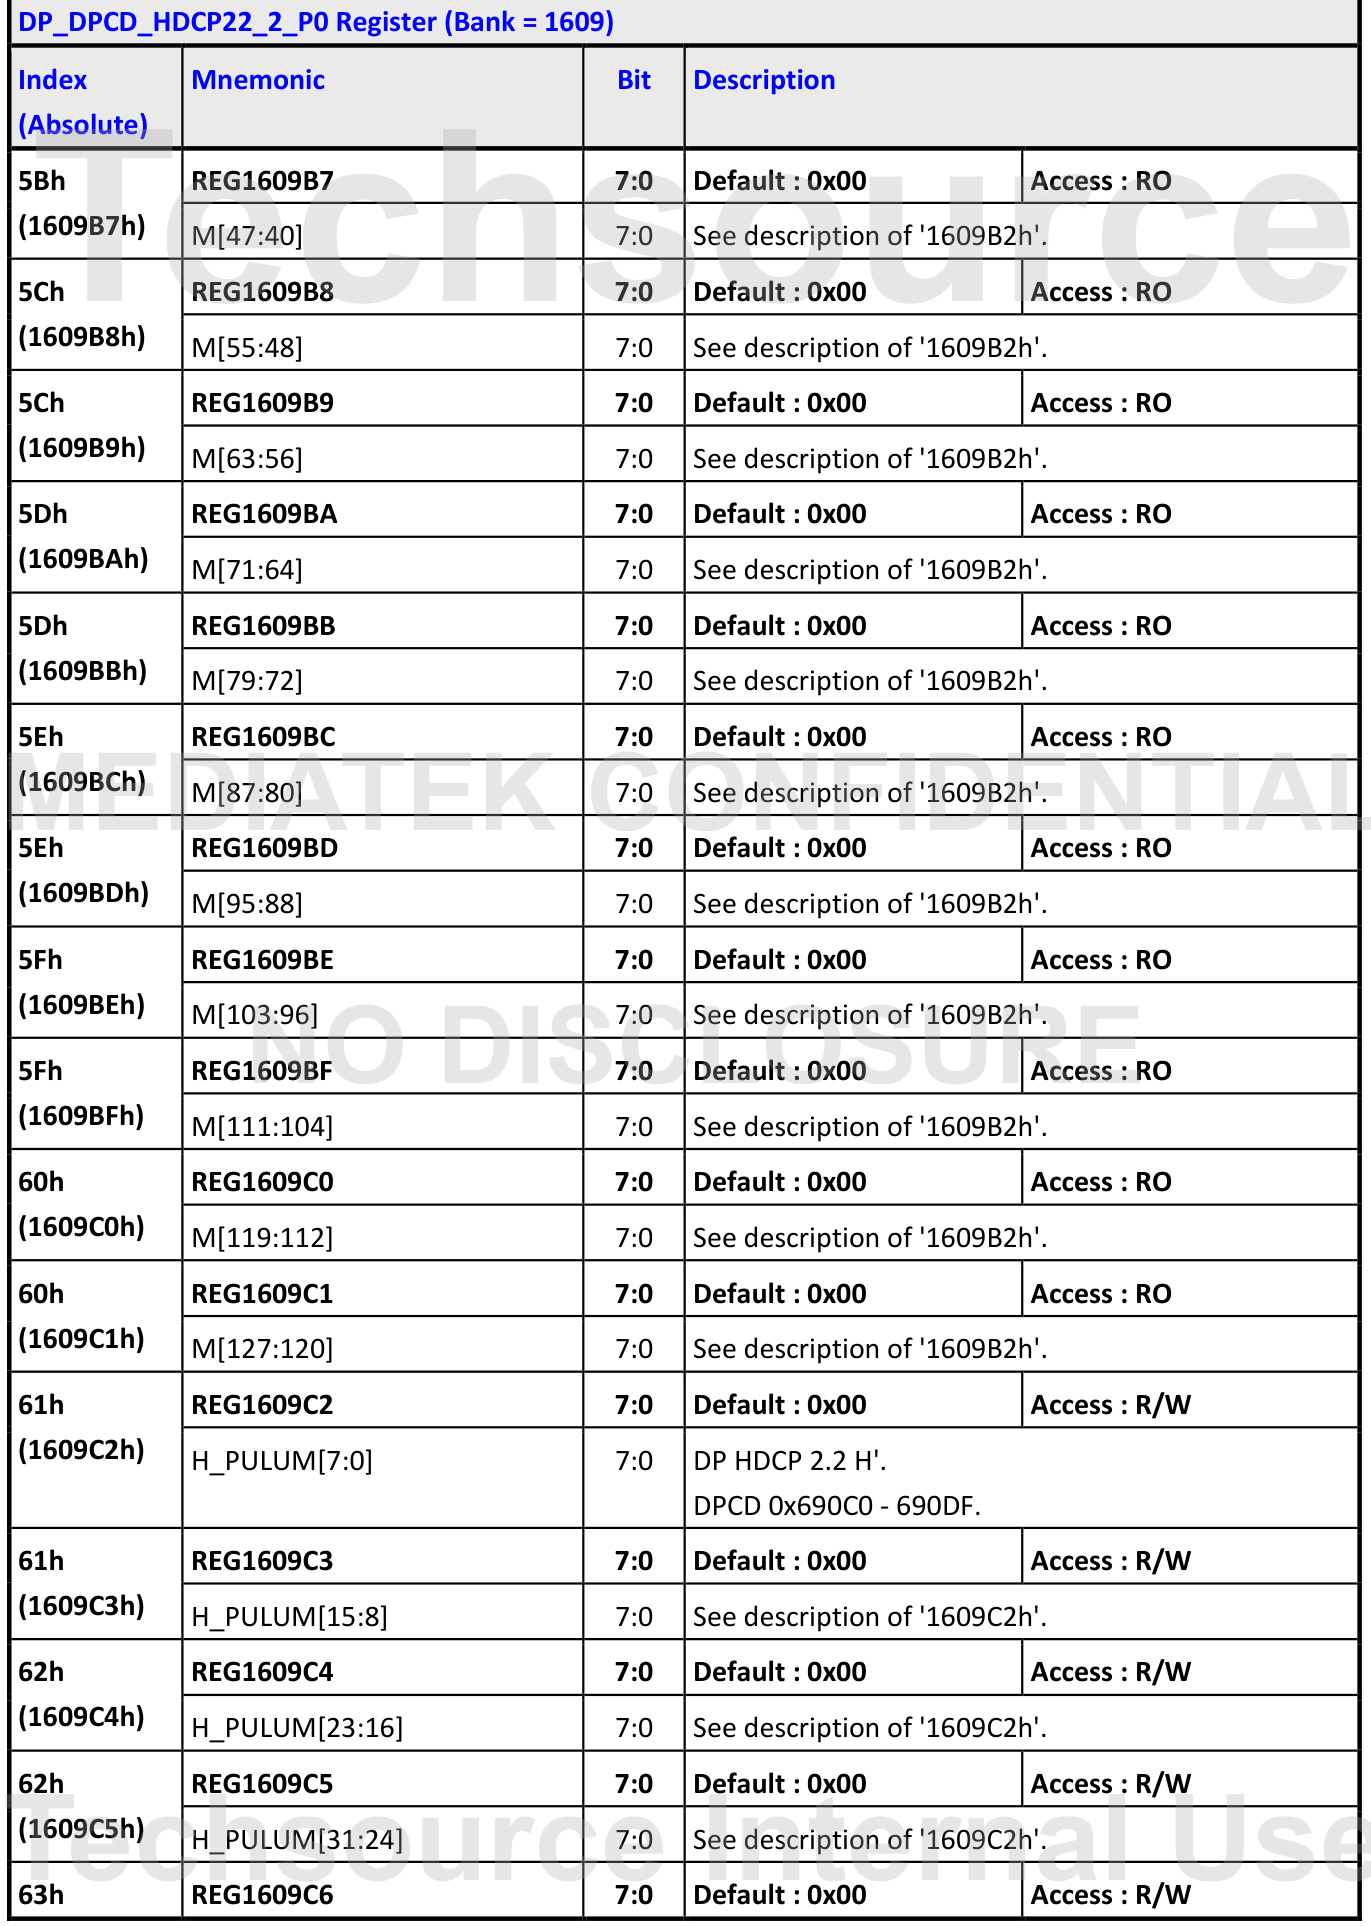 DP_DPCD_HDCP22_2_P0 Register (Bank = 1609)
Index (Absolute) Mnemonic Bit Description
5Bh (1609B7h) REG1609B7 7:0 Default : 0x00 Access : RO
M[47:40] 7:0 See description of '1609B2h'.
5Ch (1609B8h) REG1609B8 7:0 Default : 0x00 Access : RO
M[55:48] 7:0 See description of '1609B2h'.
5Ch (1609B9h) REG1609B9 7:0 Default : 0x00 Access : RO
M[63:56] 7:0 See description of '1609B2h'.
5Dh (1609BAh) REG1609BA 7:0 Default : 0x00 Access : RO
M[71:64] 7:0 See description of '1609B2h'.
5Dh (1609BBh) REG1609BB 7:0 Default : 0x00 Access : RO
M[79:72] 7:0 See description of '1609B2h'.
5Eh (1609BCh) REG1609BC 7:0 Default : 0x00 Access : RO
M[87:80] 7:0 See description of '1609B2h'.
5Eh (1609BDh) REG1609BD 7:0 Default : 0x00 Access : RO
M[95:88] 7:0 See description of '1609B2h'.
5Fh (1609BEh) REG1609BE 7:0 Default : 0x00 Access : RO
M[103:96] 7:0 See description of '1609B2h'.
5Fh (1609BFh) REG1609BF 7:0 Default : 0x00 Access : RO
M[111:104] 7:0 See description of '1609B2h'.
60h (1609C0h) REG1609C0 7:0 Default : 0x00 Access : RO
M[119:112] 7:0 See description of '1609B2h'.
60h (1609C1h) REG1609C1 7:0 Default : 0x00 Access : RO
M[127:120] 7:0 See description of '1609B2h'.
61h (1609C2h) REG1609C2 7:0 Default : 0x00 Access : R/W
H_PULUM[7:0] 7:0 DP HDCP 2.2 H'.
DPCD 0x690C0 - 690DF.
61h (1609C3h) REG1609C3 7:0 Default : 0x00 Access : R/W
H_PULUM[15:8] 7:0 See description of '1609C2h'.
62h (1609C4h) REG1609C4 7:0 Default : 0x00 Access : R/W
H_PULUM[23:16] 7:0 See description of '1609C2h'.
62h (1609C5h) REG1609C5 7:0 Default : 0x00 Access : R/W
H_PULUM[31:24] 7:0 See description of '1609C2h'.
63h REG1609C6 7:0 Default : 0x00 Access : R/W
Techsource
MEDIATEK CONFIDENTIAL
NO DISCLOSURE
Techsource Internal Use